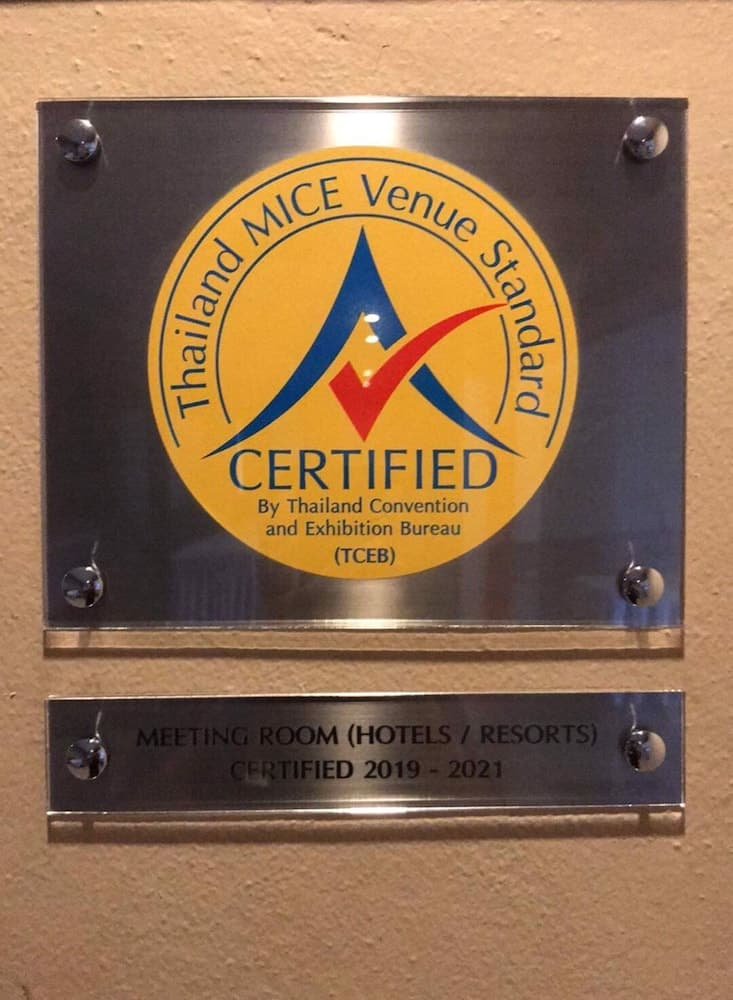 Thailand MICE Venue Standard
CERTIFIED
By Thailand Convention
and Exhibition Bureau
(TCEB)
MEETING ROOM (HOTELS / RESORTS)
CERTIFIED 2019 - 2021